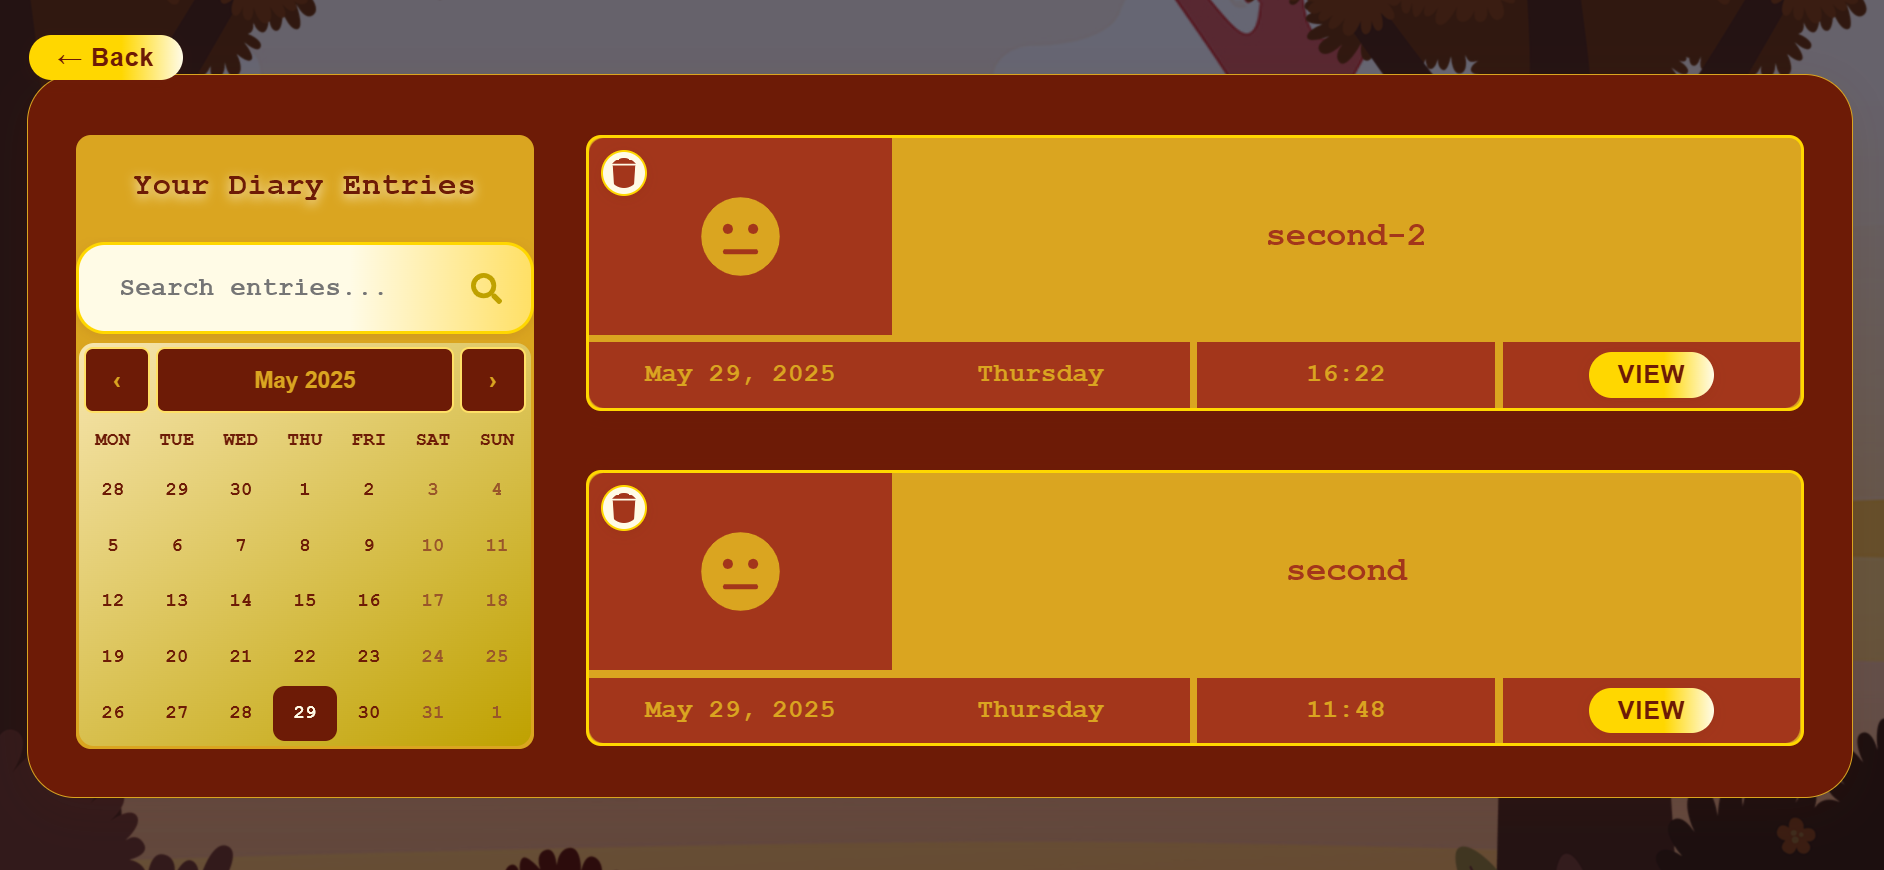 ← Back
Your Diary Entries
Search entries...
‹ May 2025 ›
MON TUE WED THU FRI SAT SUN
28 29 30 1 2 3 4
5 6 7 8 9 10 11
12 13 14 15 16 17 18
19 20 21 22 23 24 25
26 27 28 29 30 31 1
second-2
May 29, 2025 Thursday 16:22 VIEW
second
May 29, 2025 Thursday 11:48 VIEW